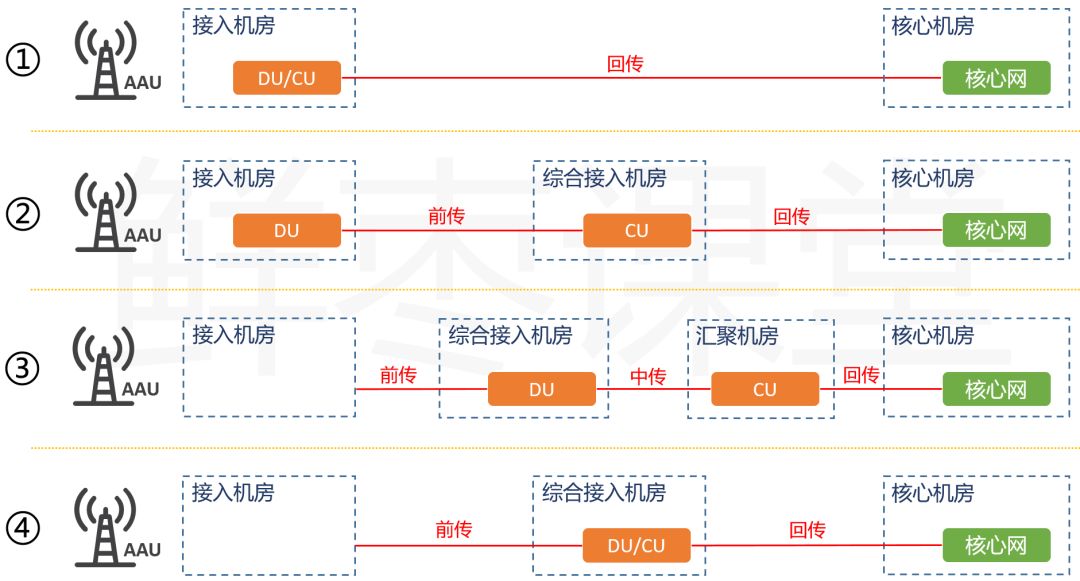 ① AAU 接入机房 DU/CU 回传 核心机房 核心网
② AAU 接入机房 DU 前传 综合接入机房 CU 回传 核心机房 核心网
③ AAU 接入机房 前传 综合接入机房 DU 中传 汇聚机房 CU 回传 核心机房 核心网
④ AAU 接入机房 前传 综合接入机房 DU/CU 回传 核心机房 核心网
鲜枣课堂